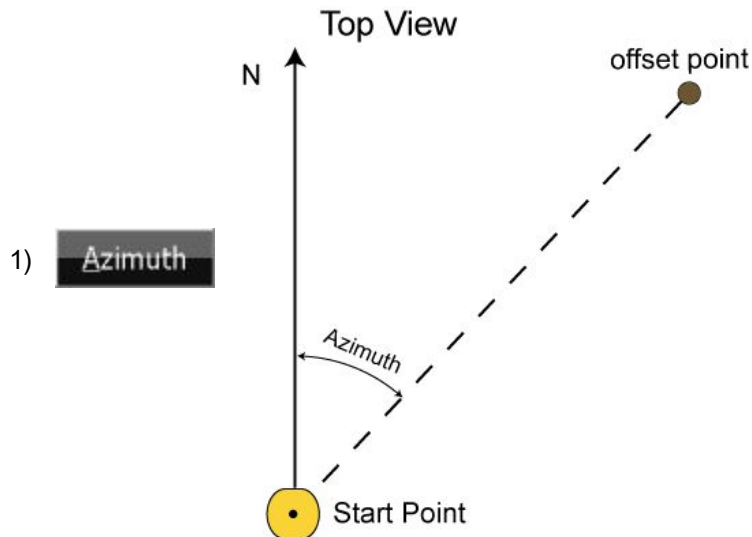 Top View
N
offset point
1) Azimuth
Azimuth
Start Point